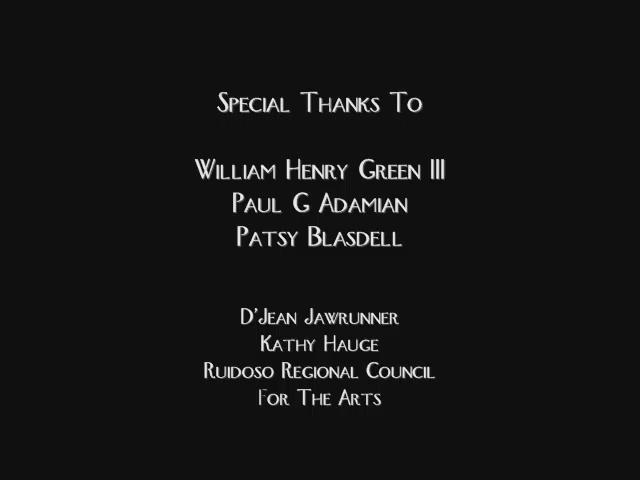 Special Thanks To
William Henry Green III
Paul G Adamian
Patsy Blasdell
D'Jean Jawrunner
Kathy Hauge
Ruidoso Regional Council
For The Arts